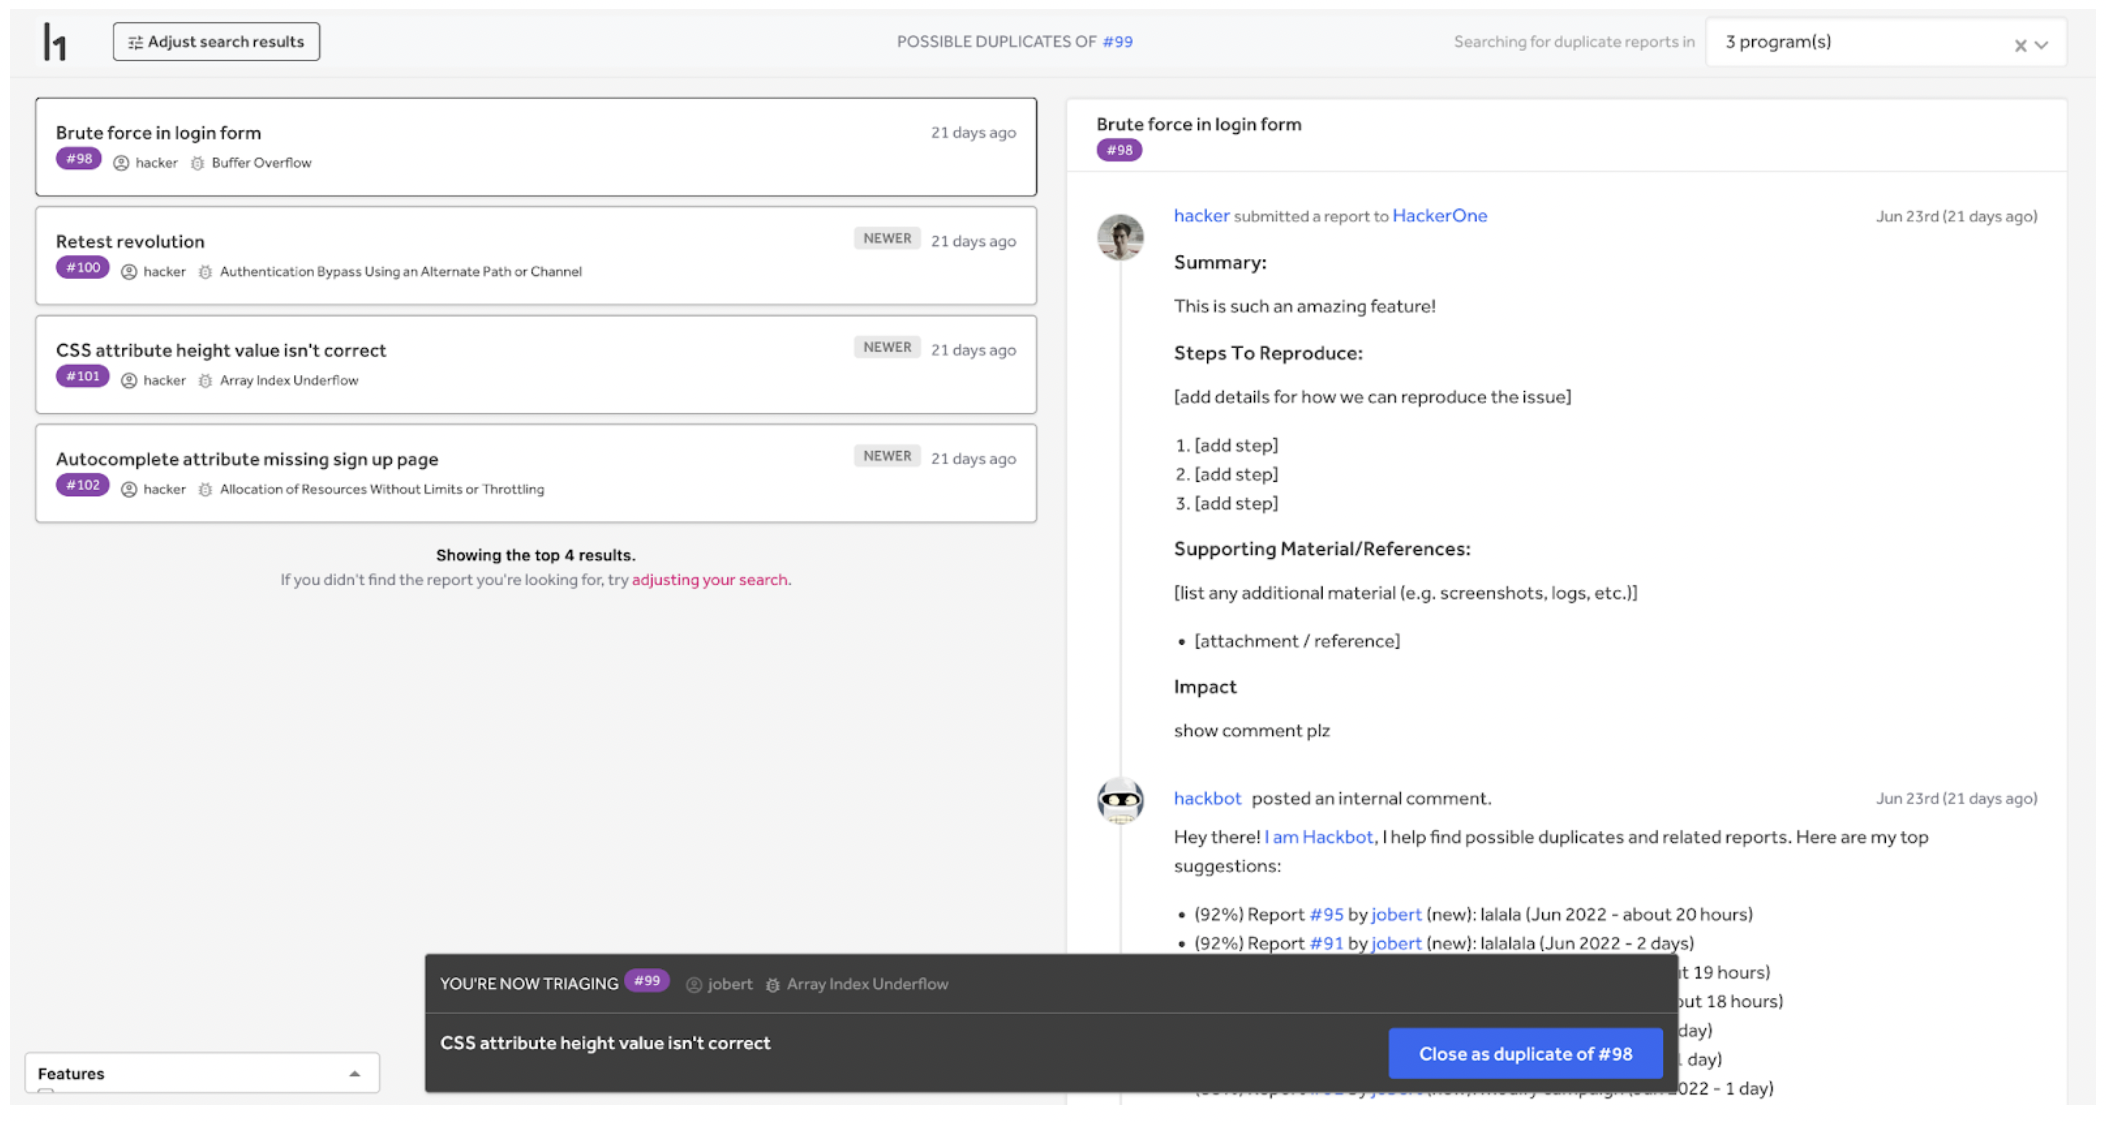 h1
Adjust search results
POSSIBLE DUPLICATES OF #99
Searching for duplicate reports in
3 program(s)
Brute force in login form
21 days ago
#98 hacker Buffer Overflow
Retest revolution
NEWER 21 days ago
#100 hacker Authentication Bypass Using an Alternate Path or Channel
CSS attribute height value isn't correct
NEWER 21 days ago
#101 hacker Array Index Underflow
Autocomplete attribute missing sign up page
NEWER 21 days ago
#102 hacker Allocation of Resources Without Limits or Throttling
Showing the top 4 results.
If you didn't find the report you're looking for, try adjusting your search.
Brute force in login form
#98
hacker submitted a report to HackerOne
Jun 23rd (21 days ago)
Summary:
This is such an amazing feature!
Steps To Reproduce:
[add details for how we can reproduce the issue]
1. [add step]
2. [add step]
3. [add step]
Supporting Material/References:
[list any additional material (e.g. screenshots, logs, etc.)]
• [attachment / reference]
Impact
show comment plz
hackbot posted an internal comment.
Jun 23rd (21 days ago)
Hey there! I am Hackbot, I help find possible duplicates and related reports. Here are my top
suggestions:
• (92%) Report #95 by jobert (new): lalala (Jun 2022 - about 20 hours)
• (92%) Report #91 by jobert (new): lalalala (Jun 2022 - 2 days)
19 hours)
18 hours)
day)
day)
022 - 1 day)
YOU'RE NOW TRIAGING #99 jobert Array Index Underflow
CSS attribute height value isn't correct
Close as duplicate of #98
Features